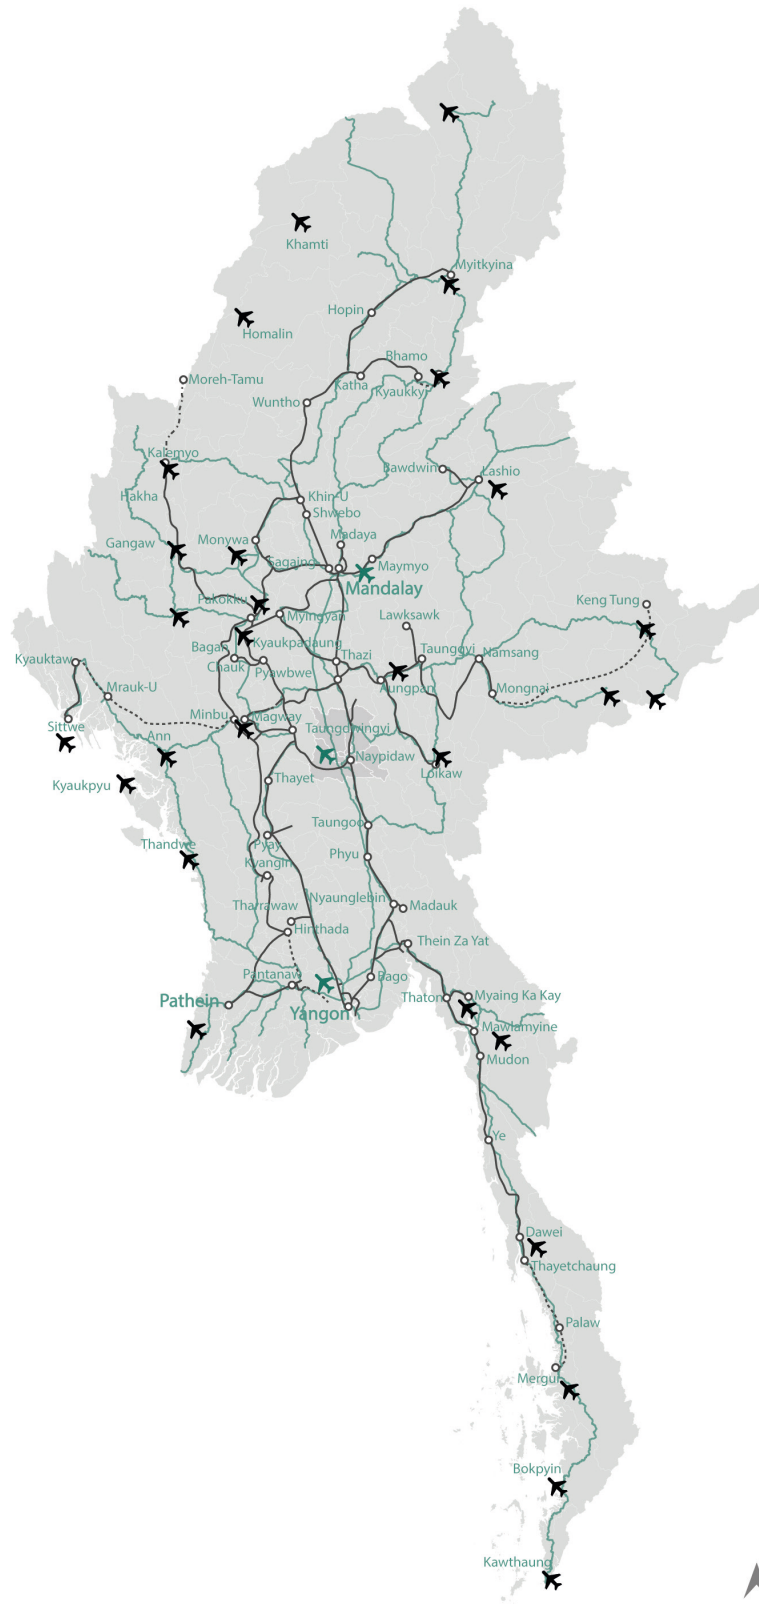 Khamti
Myitkyina
Hopin
Homalin
Bhamo
Moreh-Tamu
Katha
Wuntho
Kalemyo
Bawdwin
Lashio
Hakha
Khin-U
Shwebo
Gangaw
Monywa
Madaya
Sagaing
Maymyo
Mandalay
Pakokku
Keng Tung
Myingyan
Lawksawk
Bagan
Kyaukpadaung
Kyauktaw
Chauk
Pyawbwe
Thazi
Taunggyi
Namsang
Mrauk-U
Aungpan
Mongnai
Minbu
Magway
Sittwe
Ann
Taungdwingyi
Naypidaw
Loikaw
Kyaukpyu
Thayet
Taungoo
Thandwe
Pyay
Phyu
Kyangin
Tharrawaw
Nyaunglebin
Madauk
Hinthada
Thein Za Yat
Pantanaw
Bago
Pathein
Yangon
Thaton
Myaing Ka Kay
Mawlamyine
Mudon
Ye
Dawei
Thayetchaung
Palaw
Mergui
Bokpyin
Kawthaung